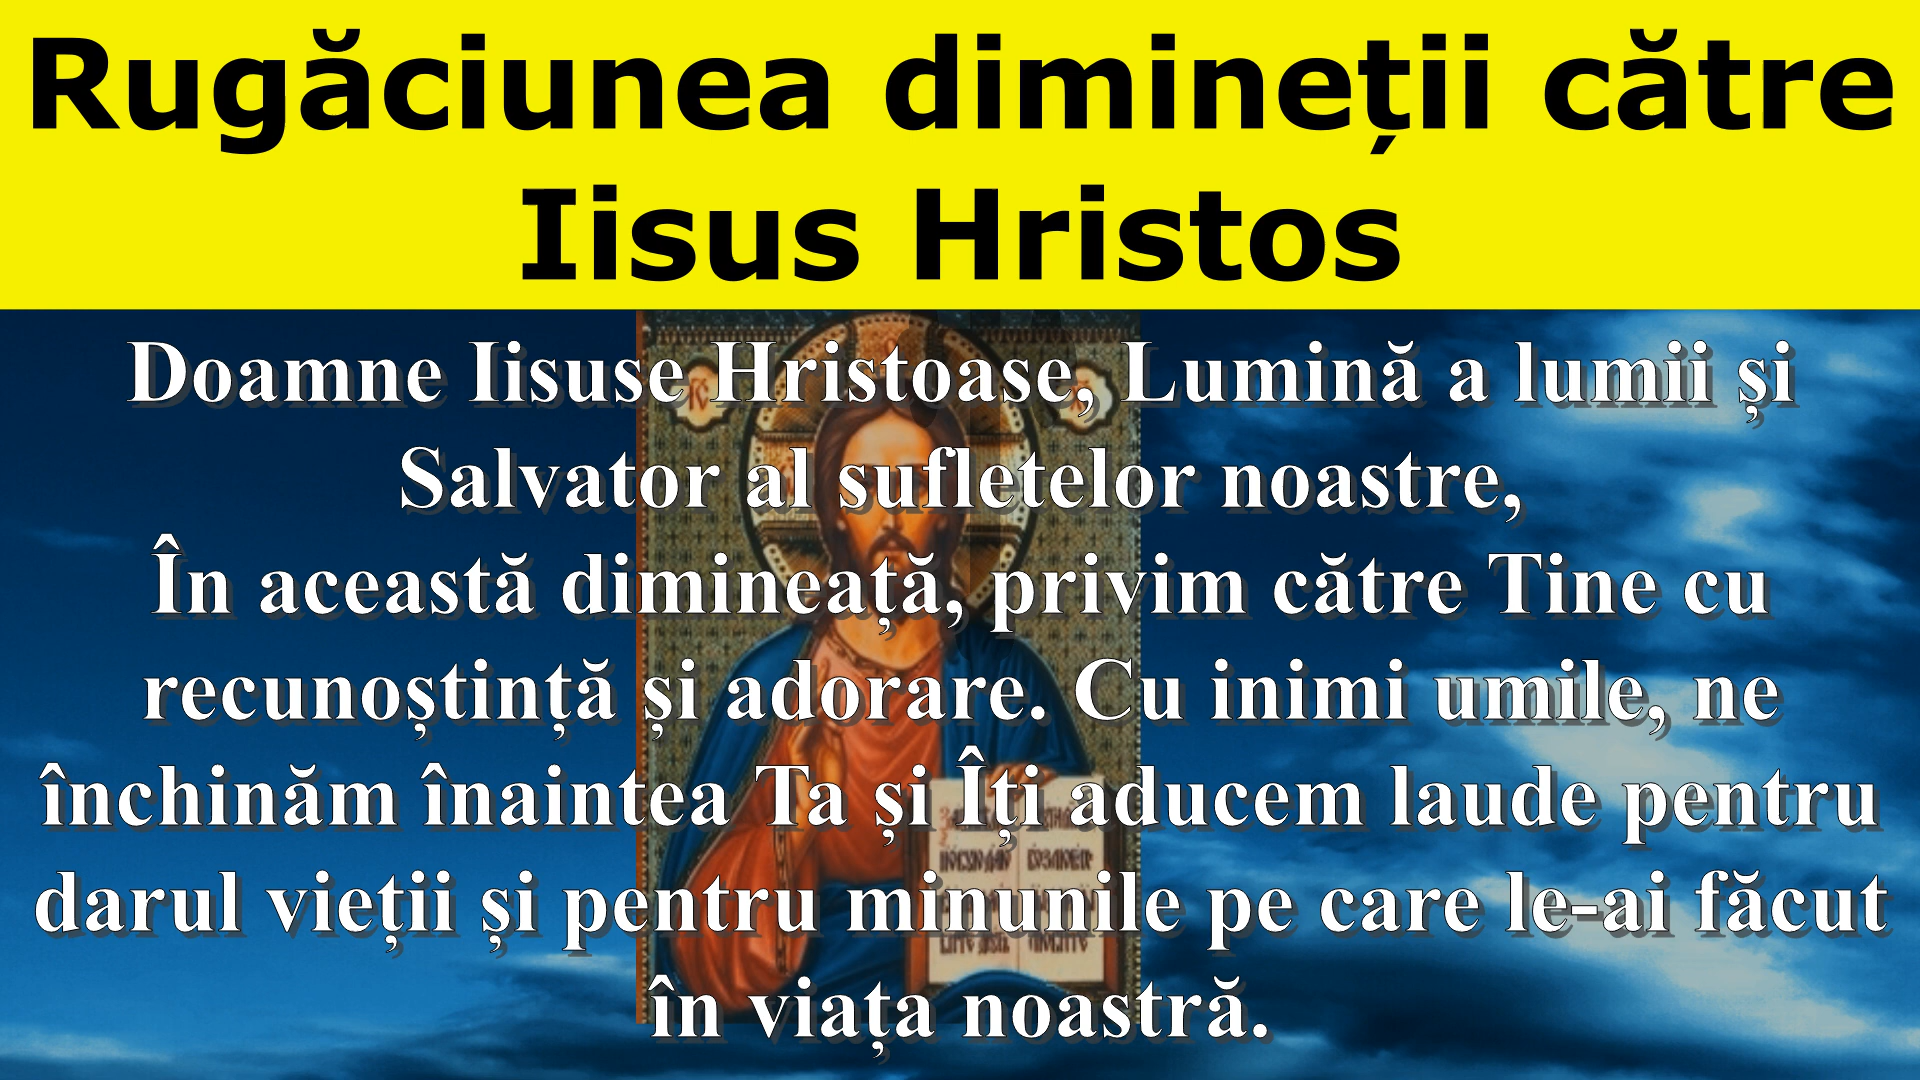 Rugăciunea dimineții către
Iisus Hristos
Doamne Iisuse Hristoase, Lumină a lumii și
Salvator al sufletelor noastre,
În această dimineață, privim către Tine cu
recunoștință și adorare. Cu inimi umile, ne
închinăm înaintea Ta și Îți aducem laude pentru
darul vieții și pentru minunile pe care le-ai făcut
în viața noastră.